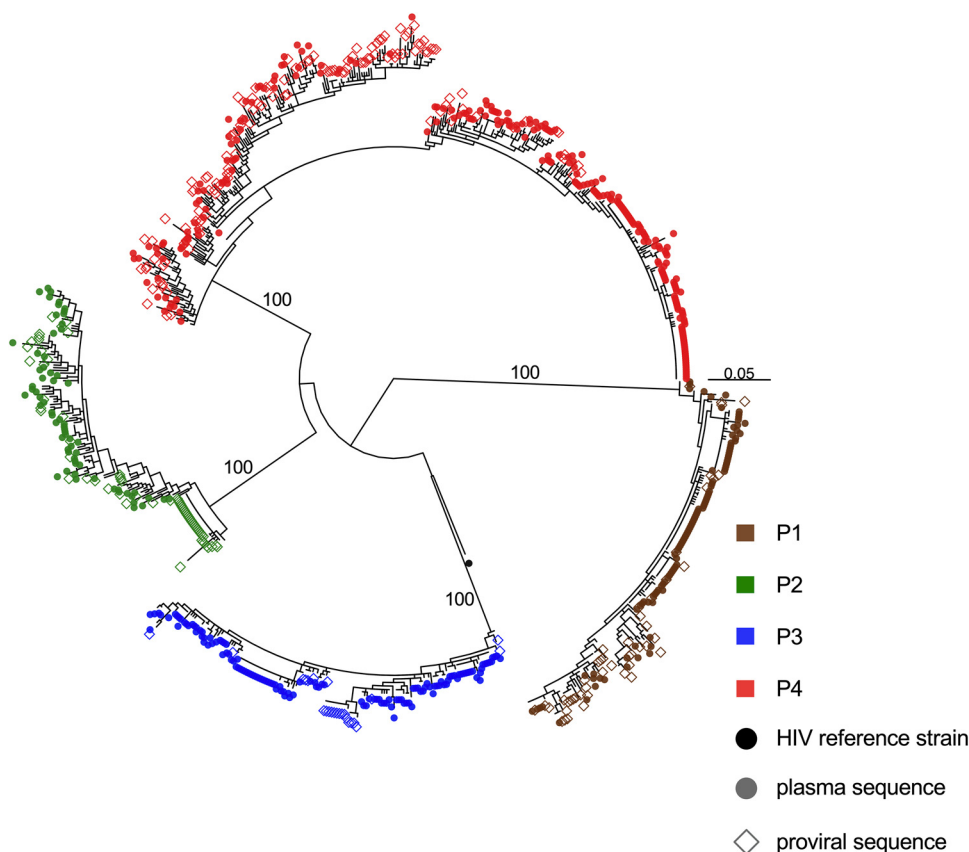 100
100
0.05
100
100
P1
P2
P3
P4
HIV reference strain
plasma sequence
proviral sequence